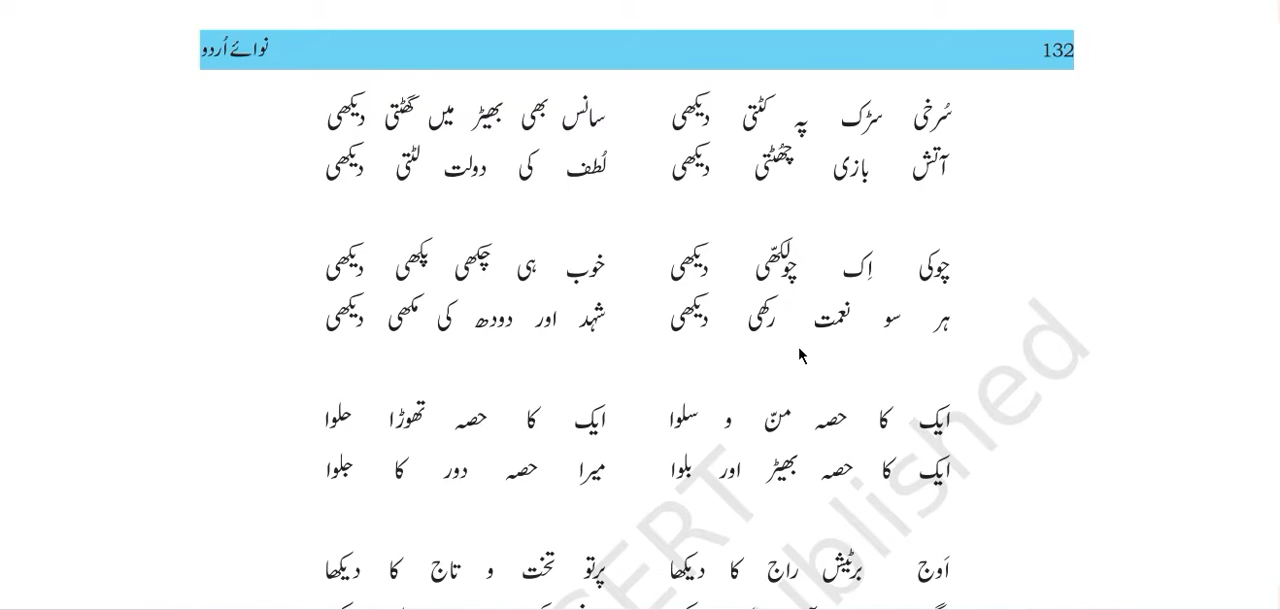 132 نوائے اُردو
سُرخی سڑک پہ کٹتی دیکھی سانس بھی بھیڑ میں گھٹتی دیکھی
آتش بازی چھُٹتی دیکھی لُطف کی دولت لٹتی دیکھی
چوکی اِک چولکھّی دیکھی خوب ہی چکھی پکھی دیکھی
ہر سو نعمت رکھی دیکھی شہد اور دودھ کی مکھی دیکھی
ایک کا حصہ منّ و سلوا ایک کا حصہ تھوڑا حلوا
ایک کا حصہ بھیڑ اور بلوا میرا حصہ دور کا جلوا
اَوج برٹیش راج کا دیکھا پرتو تخت و تاج کا دیکھا